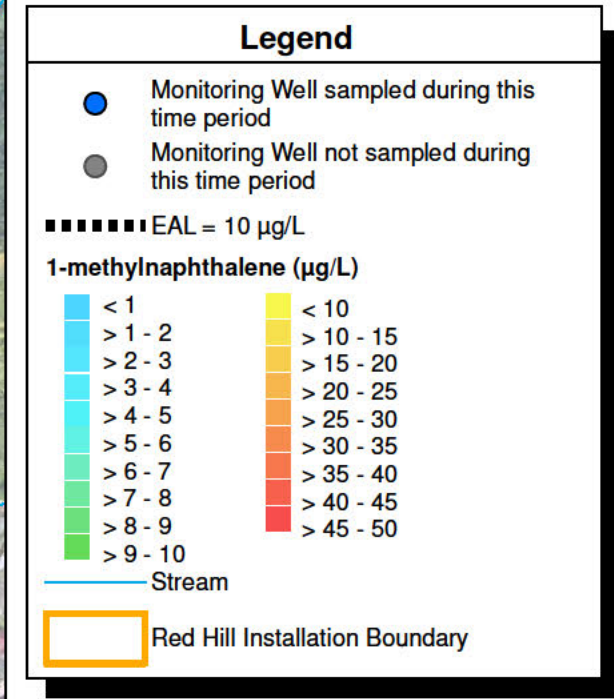 Legend
Monitoring Well sampled during this
time period
Monitoring Well not sampled during
this time period
EAL = 10 µg/L
1-methylnaphthalene (µg/L)
< 1
> 1 - 2
> 2 - 3
> 3 - 4
> 4 - 5
> 5 - 6
> 6 - 7
> 7 - 8
> 8 - 9
> 9 - 10
< 10
> 10 - 15
> 15 - 20
> 20 - 25
> 25 - 30
> 30 - 35
> 35 - 40
> 40 - 45
> 45 - 50
Stream
Red Hill Installation Boundary